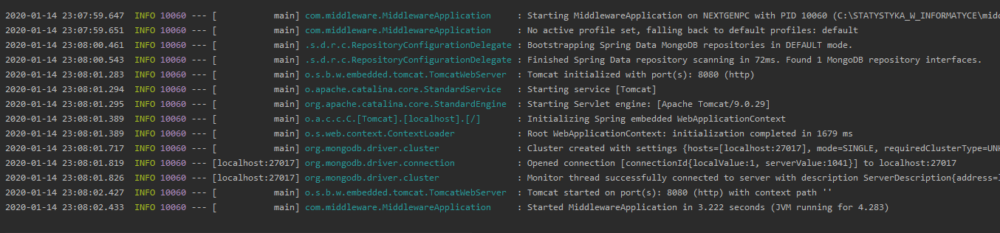 2020-01-14 23:07:59.647  INFO 10060 --- [           main] com.middleware.MiddlewareApplication     : Starting MiddlewareApplication on NEXTGENPC with PID 10060 (C:\STATYSTYKA_W_INFORMATYCE\midd
2020-01-14 23:07:59.651  INFO 10060 --- [           main] com.middleware.MiddlewareApplication     : No active profile set, falling back to default profiles: default
2020-01-14 23:08:00.461  INFO 10060 --- [           main] .s.d.r.c.RepositoryConfigurationDelegate : Bootstrapping Spring Data MongoDB repositories in DEFAULT mode.
2020-01-14 23:08:00.543  INFO 10060 --- [           main] .s.d.r.c.RepositoryConfigurationDelegate : Finished Spring Data repository scanning in 72ms. Found 1 MongoDB repository interfaces.
2020-01-14 23:08:01.283  INFO 10060 --- [           main] o.s.b.w.embedded.tomcat.TomcatWebServer  : Tomcat initialized with port(s): 8080 (http)
2020-01-14 23:08:01.294  INFO 10060 --- [           main] o.apache.catalina.core.StandardService   : Starting service [Tomcat]
2020-01-14 23:08:01.295  INFO 10060 --- [           main] org.apache.catalina.core.StandardEngine  : Starting Servlet engine: [Apache Tomcat/9.0.29]
2020-01-14 23:08:01.389  INFO 10060 --- [           main] o.a.c.c.C.[Tomcat].[localhost].[/]       : Initializing Spring embedded WebApplicationContext
2020-01-14 23:08:01.389  INFO 10060 --- [           main] o.s.web.context.ContextLoader            : Root WebApplicationContext: initialization completed in 1679 ms
2020-01-14 23:08:01.717  INFO 10060 --- [           main] org.mongodb.driver.cluster               : Cluster created with settings {hosts=[localhost:27017], mode=SINGLE, requiredClusterType=UNK
2020-01-14 23:08:01.819  INFO 10060 --- [localhost:27017] org.mongodb.driver.connection            : Opened connection [connectionId{localValue:1, serverValue:1041}] to localhost:27017
2020-01-14 23:08:01.826  INFO 10060 --- [localhost:27017] org.mongodb.driver.cluster               : Monitor thread successfully connected to server with description ServerDescription{address=l
2020-01-14 23:08:02.427  INFO 10060 --- [           main] o.s.b.w.embedded.tomcat.TomcatWebServer  : Tomcat started on port(s): 8080 (http) with context path ''
2020-01-14 23:08:02.433  INFO 10060 --- [           main] com.middleware.MiddlewareApplication     : Started MiddlewareApplication in 3.222 seconds (JVM running for 4.283)